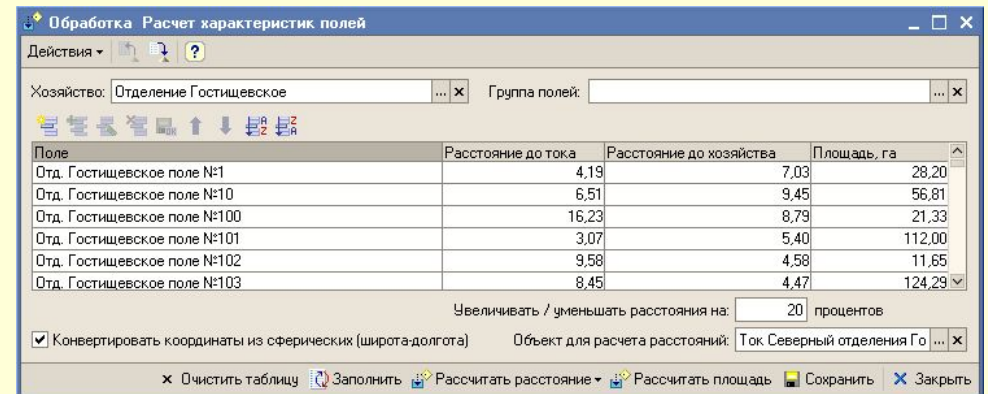 Обработка Расчет характеристик полей
Действия
Хозяйство: Отделение Гостищевское ... x Группа полей: ... x
Поле Расстояние до тока Расстояние до хозяйства Площадь, га
Отд. Гостищевское поле №1 4,19 7,03 28,20
Отд. Гостищевское поле №10 6,51 9,45 56,81
Отд. Гостищевское поле №100 16,23 8,79 21,33
Отд. Гостищевское поле №101 3,07 5,40 112,00
Отд. Гостищевское поле №102 9,58 4,58 11,65
Отд. Гостищевское поле №103 8,45 4,47 124,29
Увеличивать / уменьшать расстояния на: 20 процентов
Конвертировать координаты из сферических (широта-долгота) Объект для расчета расстояний: Ток Северный отделения Го ... x
x Очистить таблицу Заполнить Рассчитать расстояние Рассчитать площадь Сохранить X Закрыть